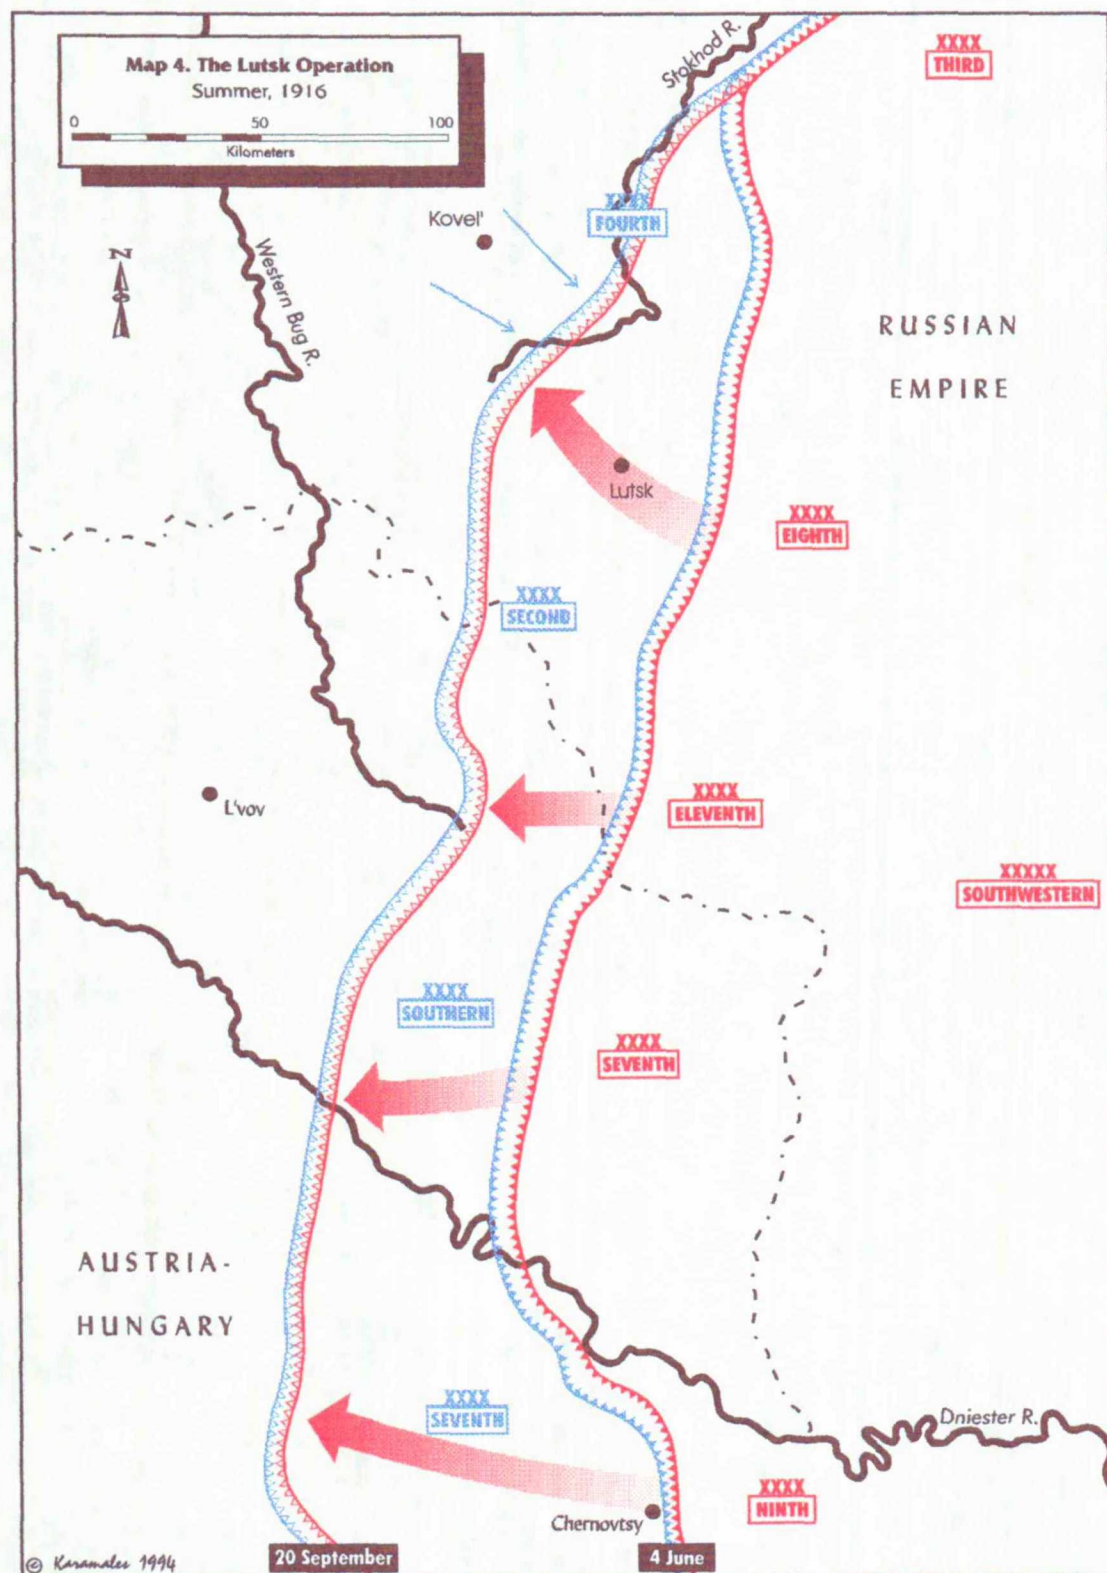 Map 4. The Lutsk Operation
Summer, 1916
0 50 100
Kilometers
Stokhod R.
XXXX
THIRD
XXXX
FOURTH
Kovel'
Western Bug R.
N
RUSSIAN
EMPIRE
Lutsk
XXXX
EIGHTH
XXXX
SECOND
L'vov
XXXX
ELEVENTH
XXXXX
SOUTHWESTERN
XXXX
SOUTHERN
XXXX
SEVENTH
AUSTRIA-
HUNGARY
XXXX
SEVENTH
Dniester R.
XXXX
NINTH
Chernovtsy
© Karamales 1994
20 September
4 June